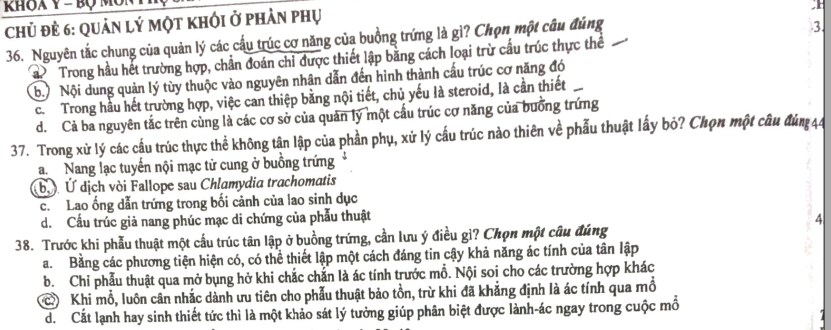 KHOA Y - BỘ MÔN
CHỦ ĐỀ 6: QUẢN LÝ MỘT KHỐI Ở PHẦN PHỤ
36. Nguyên tắc chung của quản lý các cấu trúc cơ năng của buồng trứng là gì? Chọn một câu đúng
a. Trong hầu hết trường hợp, chẩn đoán chỉ được thiết lập bằng cách loại trừ cấu trúc thực thể
b. Nội dung quản lý tùy thuộc vào nguyên nhân dẫn đến hình thành cấu trúc cơ năng đó
c. Trong hầu hết trường hợp, việc can thiệp bằng nội tiết, chủ yếu là steroid, là cần thiết
d. Cả ba nguyên tắc trên cùng là các cơ sở của quản lý một cấu trúc cơ năng của buồng trứng
37. Trong xử lý các cấu trúc thực thể không tân lập của phần phụ, xử lý cấu trúc nào thiên về phẫu thuật lấy bỏ? Chọn một câu đúng
a. Nang lạc tuyến nội mạc tử cung ở buồng trứng
b. Ứ dịch vòi Fallope sau Chlamydia trachomatis
c. Lao ống dẫn trứng trong bối cảnh của lao sinh dục
d. Cấu trúc giả nang phúc mạc di chứng của phẫu thuật
38. Trước khi phẫu thuật một cấu trúc tân lập ở buồng trứng, cần lưu ý điều gì? Chọn một câu đúng
a. Bằng các phương tiện hiện có, có thể thiết lập một cách đáng tin cậy khả năng ác tính của tân lập
b. Chỉ phẫu thuật qua mở bụng hở khi chắc chắn là ác tính trước mổ. Nội soi cho các trường hợp khác
c. Khi mổ, luôn cân nhắc dành ưu tiên cho phẫu thuật bảo tồn, trừ khi đã khẳng định là ác tính qua mổ
d. Cắt lạnh hay sinh thiết tức thì là một khảo sát lý tưởng giúp phân biệt được lành-ác ngay trong cuộc mổ
3.
44
4